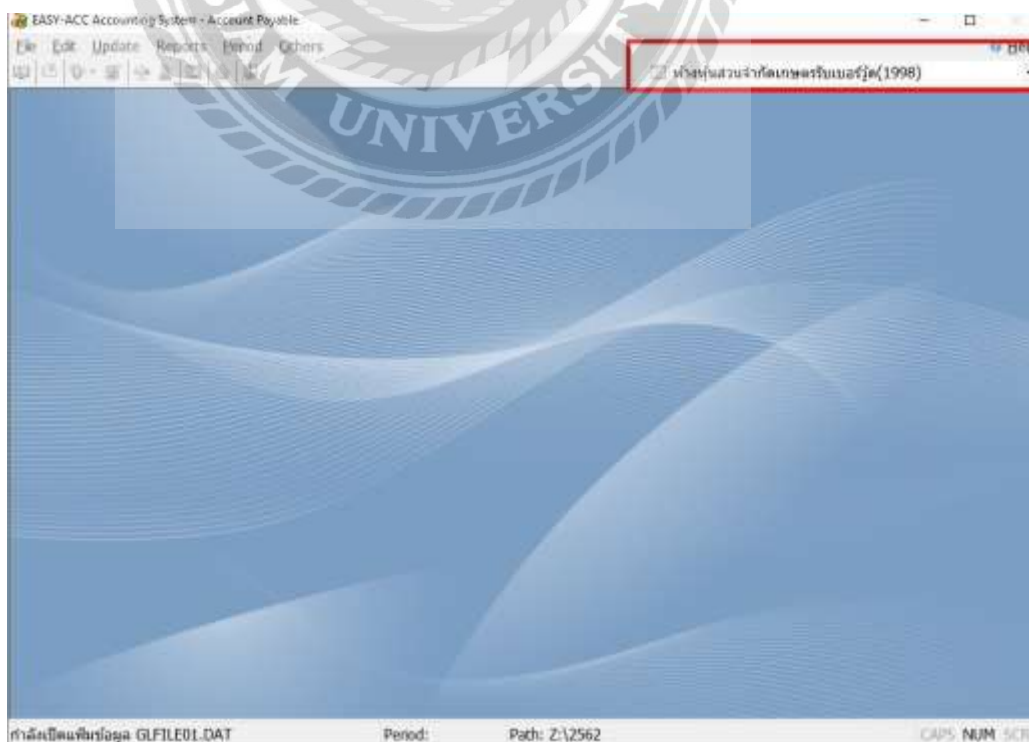 EASY-ACC Accounting System - Account Payable
File Edit Update Reports Period Others
ห้างหุ้นส่วนจำกัดเกษตรรับเบอร์วู้ด(1998)
UNIVERSIT
กำลังเปิดแฟ้มข้อมูล GLFILE01.DAT Period: Path: Z:\2562 CAPS NUM SCR